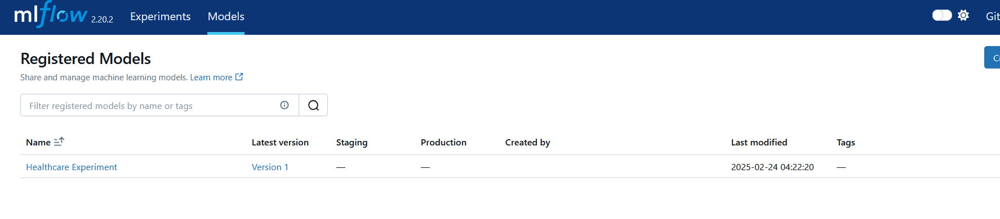 mlflow 2.20.2 Experiments Models Git
Registered Models
Share and manage machine learning models. Learn more
Filter registered models by name or tags
Name Latest version Staging Production Created by Last modified Tags
Healthcare Experiment Version 1 — — 2025-02-24 04:22:20 —